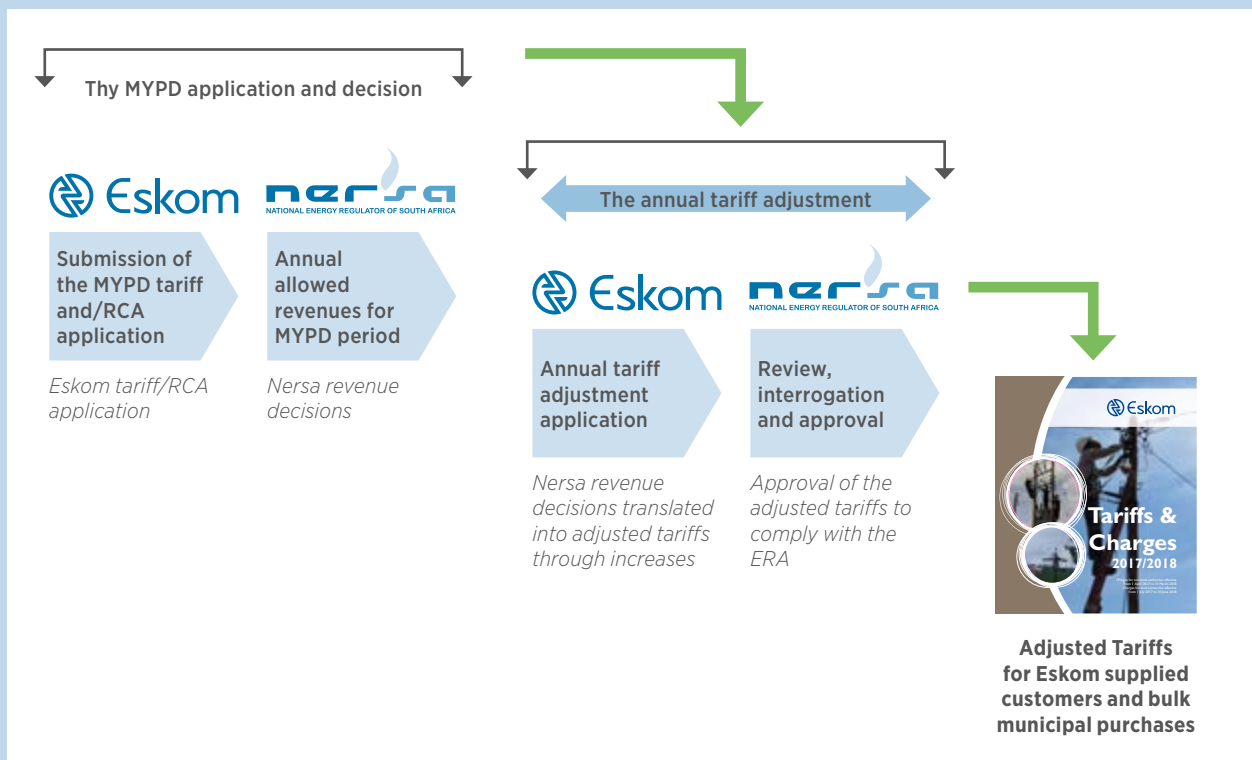 Thy MYPD application and decision
Eskom
nersa
NATIONAL ENERGY REGULATOR OF SOUTH AFRICA
Submission of
the MYPD tariff
and/RCA
application
Annual
allowed
revenues for
MYPD period
Eskom tariff/RCA
application
Nersa revenue
decisions
The annual tariff adjustment
Eskom
nersa
NATIONAL ENERGY REGULATOR OF SOUTH AFRICA
Annual tariff
adjustment
application
Review,
interrogation
and approval
Nersa revenue
decisions translated
into adjusted tariffs
through increases
Approval of the
adjusted tariffs to
comply with the
ERA
Eskom
Tariffs &
Charges
2017/2018
Adjusted Tariffs
for Eskom supplied
customers and bulk
municipal purchases